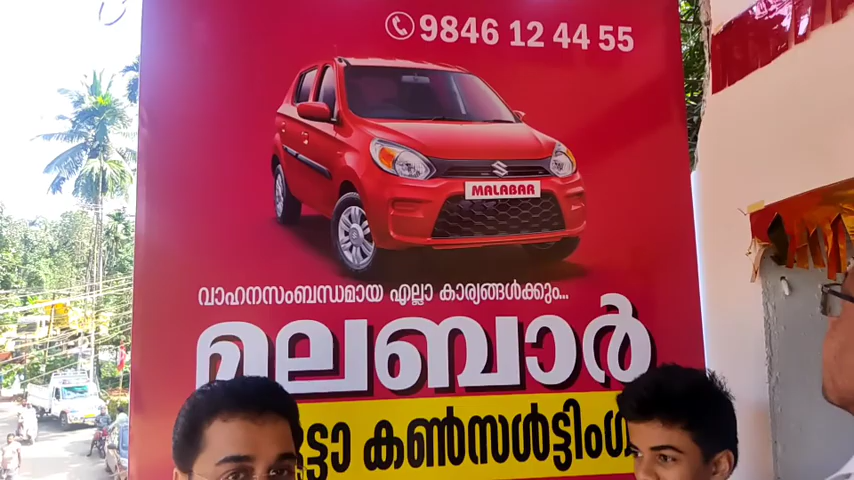 9846 12 44 55
MALABAR
വാഹനസംബന്ധമായ എല്ലാ കാര്യങ്ങൾക്കും...
മലബാർ
കൺസൾട്ടിംഗ്